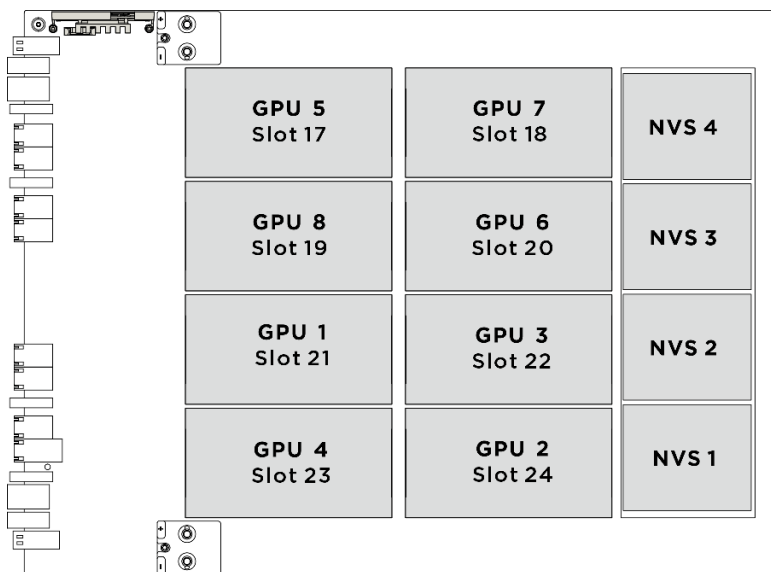 GPU 5
Slot 17
GPU 7
Slot 18
NVS 4
GPU 8
Slot 19
GPU 6
Slot 20
NVS 3
GPU 1
Slot 21
GPU 3
Slot 22
NVS 2
GPU 4
Slot 23
GPU 2
Slot 24
NVS 1